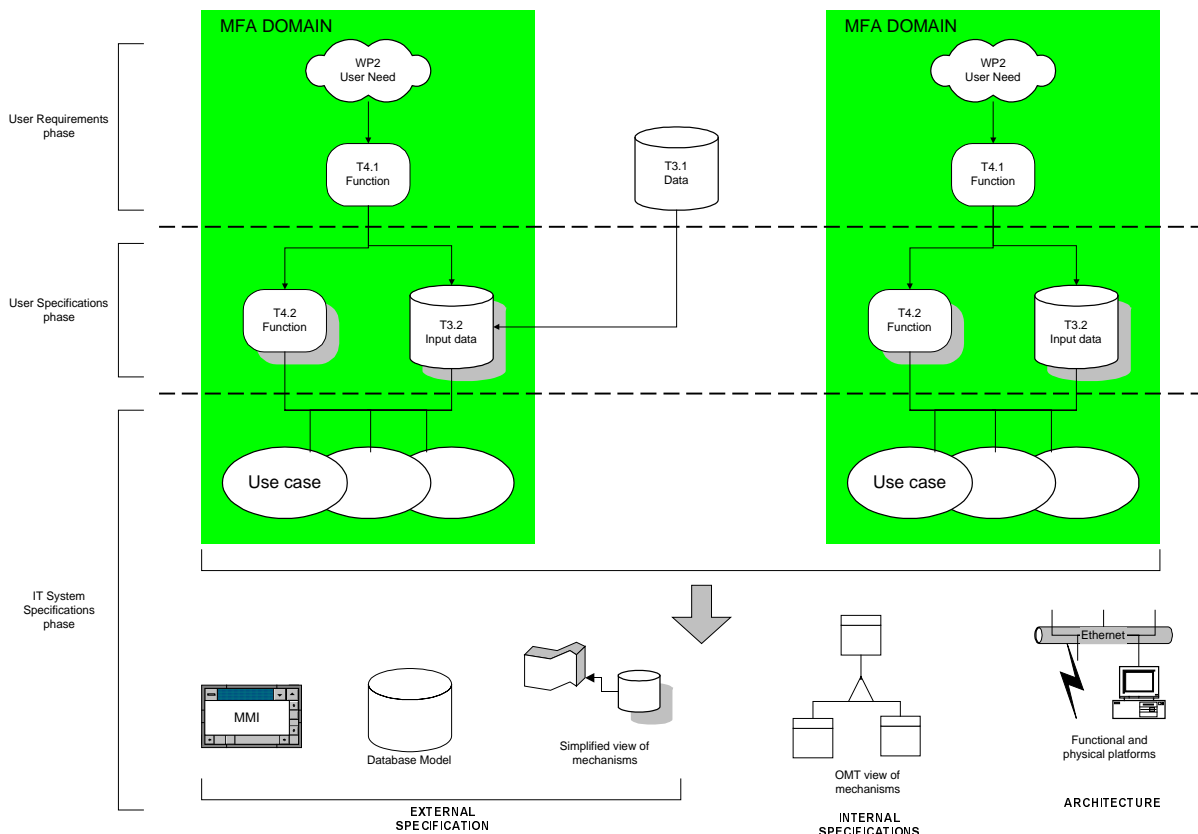 MFA DOMAIN
MFA DOMAIN
WP2
User Need
WP2
User Need
User Requirements
phase
T4.1
Function
T3.1
Data
T4.1
Function
User Specifications
phase
T4.2
Function
T3.2
Input data
T4.2
Function
T3.2
Input data
Use case
Use case
IT System
Specifications
phase
Ethernet
MMI
Database Model
Simplified view of
mechanisms
OMT view of
mechanisms
Functional and
physical platforms
EXTERNAL
SPECIFICATION
INTERNAL
SPECIFICATIONS
ARCHITECTURE